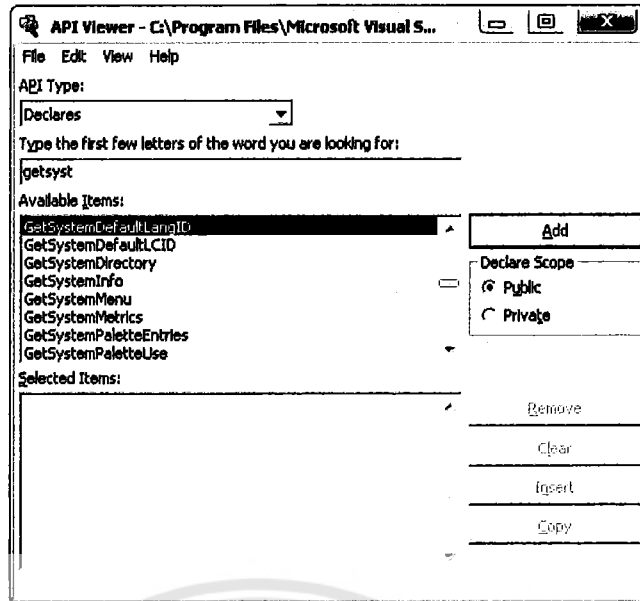 API Viewer - C:\Program Files\Microsoft Visual S...
File Edit View Help
API Type:
Declares
Type the first few letters of the word you are looking for:
getsyst
Available Items:
GetSystemDefaultLangID
GetSystemDefaultLCID
GetSystemDirectory
GetSystemInfo
GetSystemMenu
GetSystemMetrics
GetSystemPaletteEntries
GetSystemPaletteUse
Add
Declare Scope
Public
Private
Selected Items:
Remove
Clear
Insert
Copy